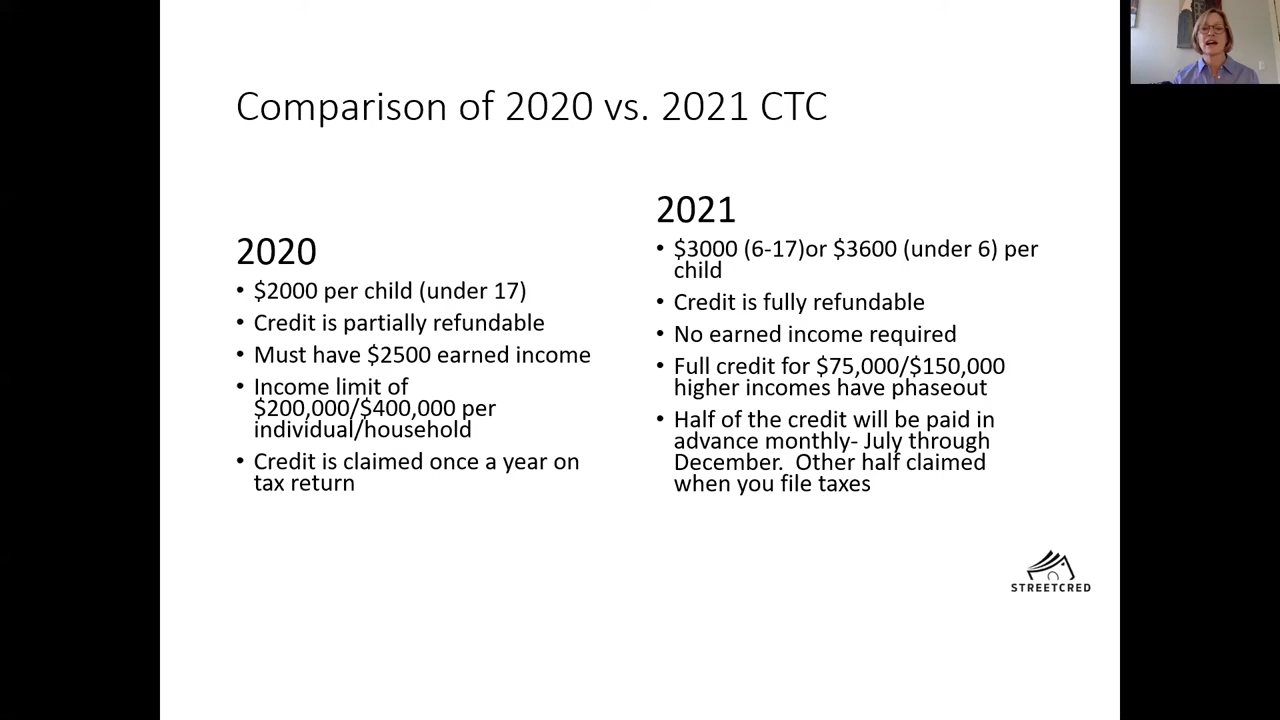 Comparison of 2020 vs. 2021 CTC
2020
• $2000 per child (under 17)
• Credit is partially refundable
• Must have $2500 earned income
• Income limit of
$200,000/$400,000 per
individual/household
• Credit is claimed once a year on
tax return
2021
• $3000 (6-17)or $3600 (under 6) per
child
• Credit is fully refundable
• No earned income required
• Full credit for $75,000/$150,000
higher incomes have phaseout
• Half of the credit will be paid in
advance monthly- July through
December.  Other half claimed
when you file taxes
STREETCRED